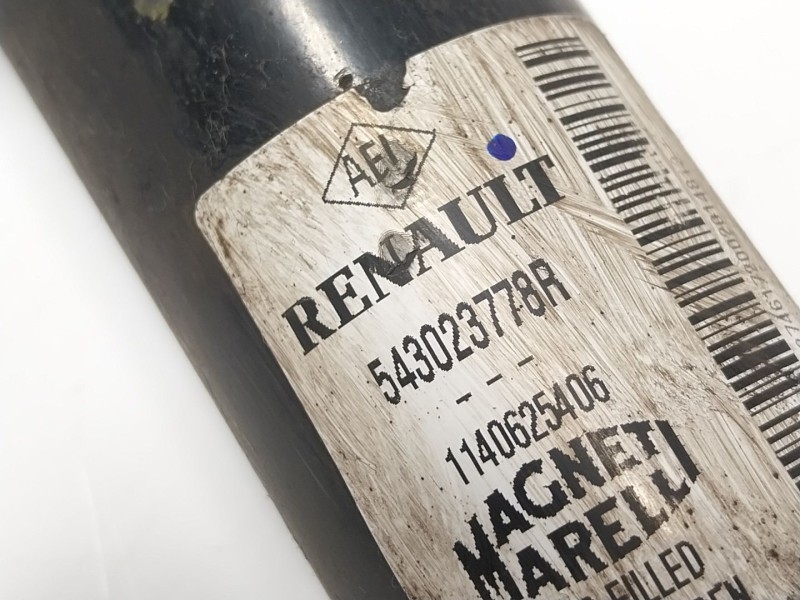 AEI
RENAULT
543023778R
---
1140625406
MAGNETI
MARELLI
FILLED